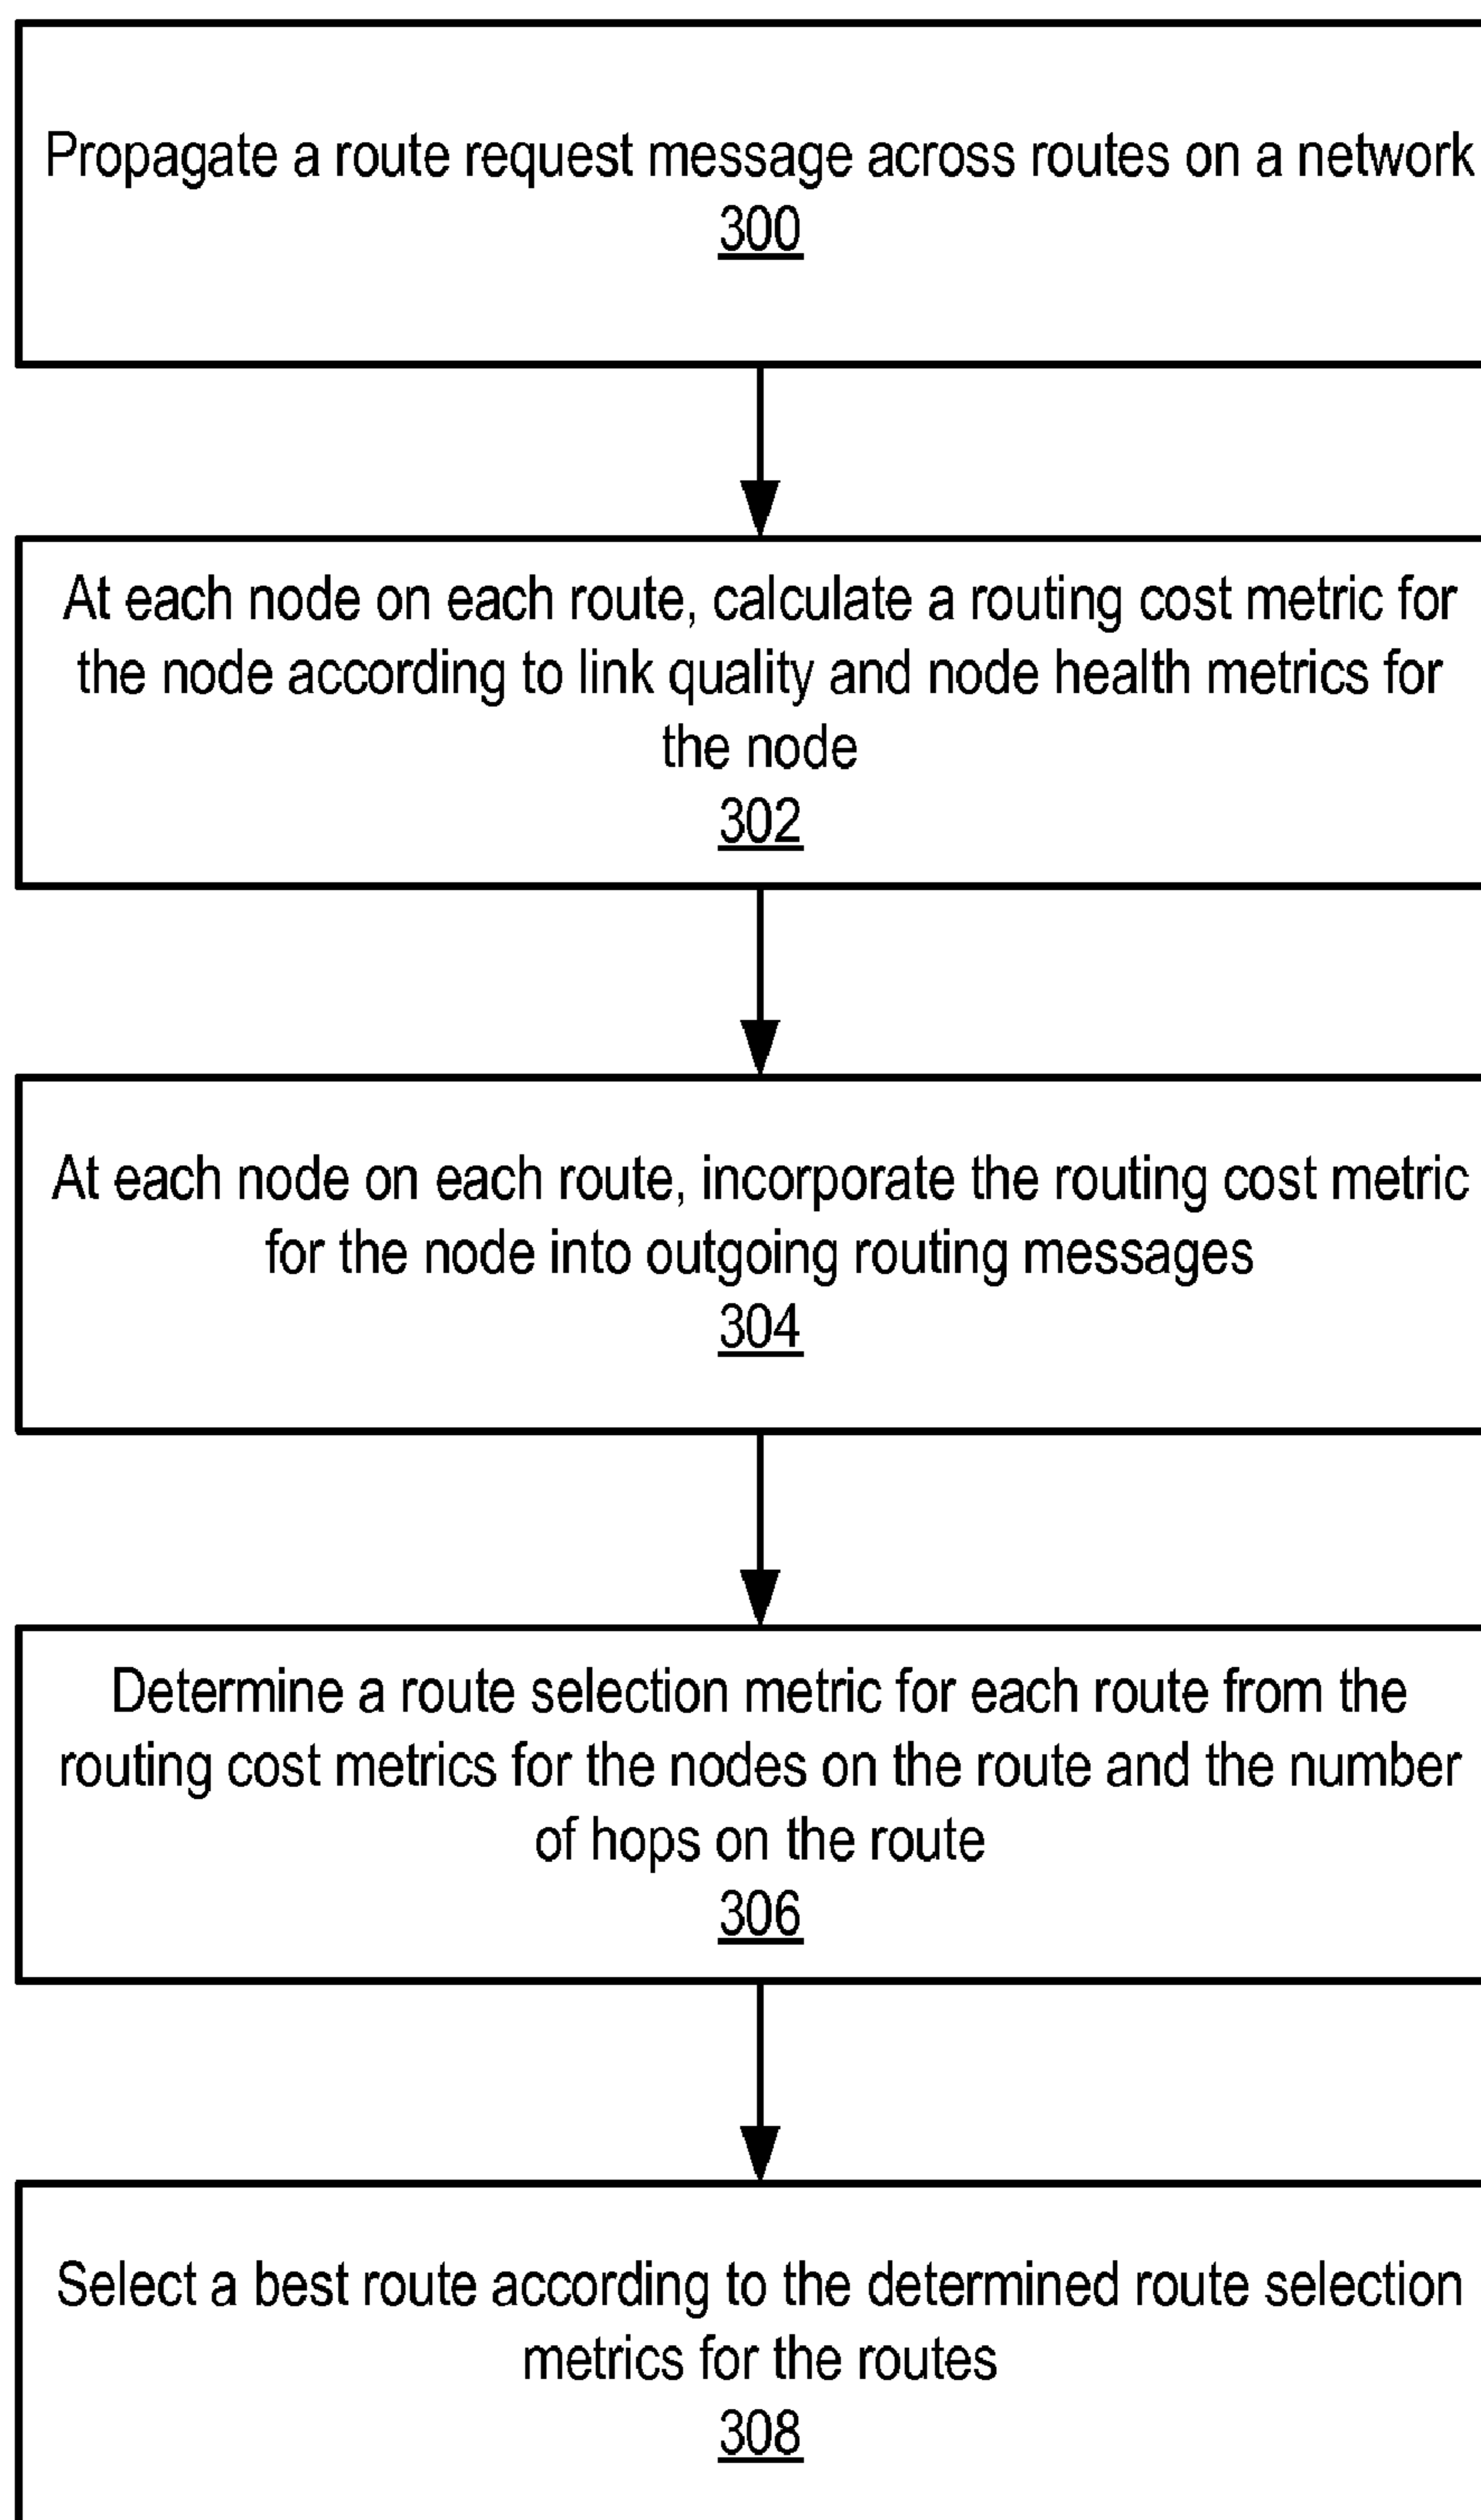 Propagate a route request message across routes on a network
300
At each node on each route, calculate a routing cost metric for
the node according to link quality and node health metrics for
the node
302
At each node on each route, incorporate the routing cost metric
for the node into outgoing routing messages
304
Determine a route selection metric for each route from the
routing cost metrics for the nodes on the route and the number
of hops on the route
306
Select a best route according to the determined route selection
metrics for the routes
308